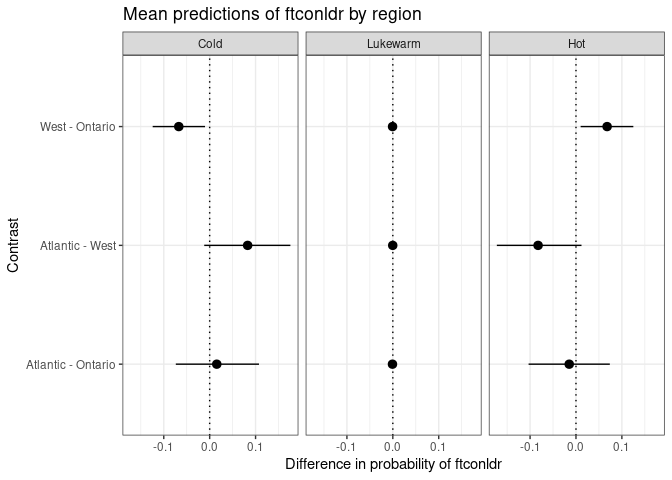 Mean predictions of ftconldr by region
Cold
Lukewarm
Hot
Contrast
West - Ontario
Atlantic - West
Atlantic - Ontario
-0.1 0.0 0.1
-0.1 0.0 0.1
-0.1 0.0 0.1
Difference in probability of ftconldr